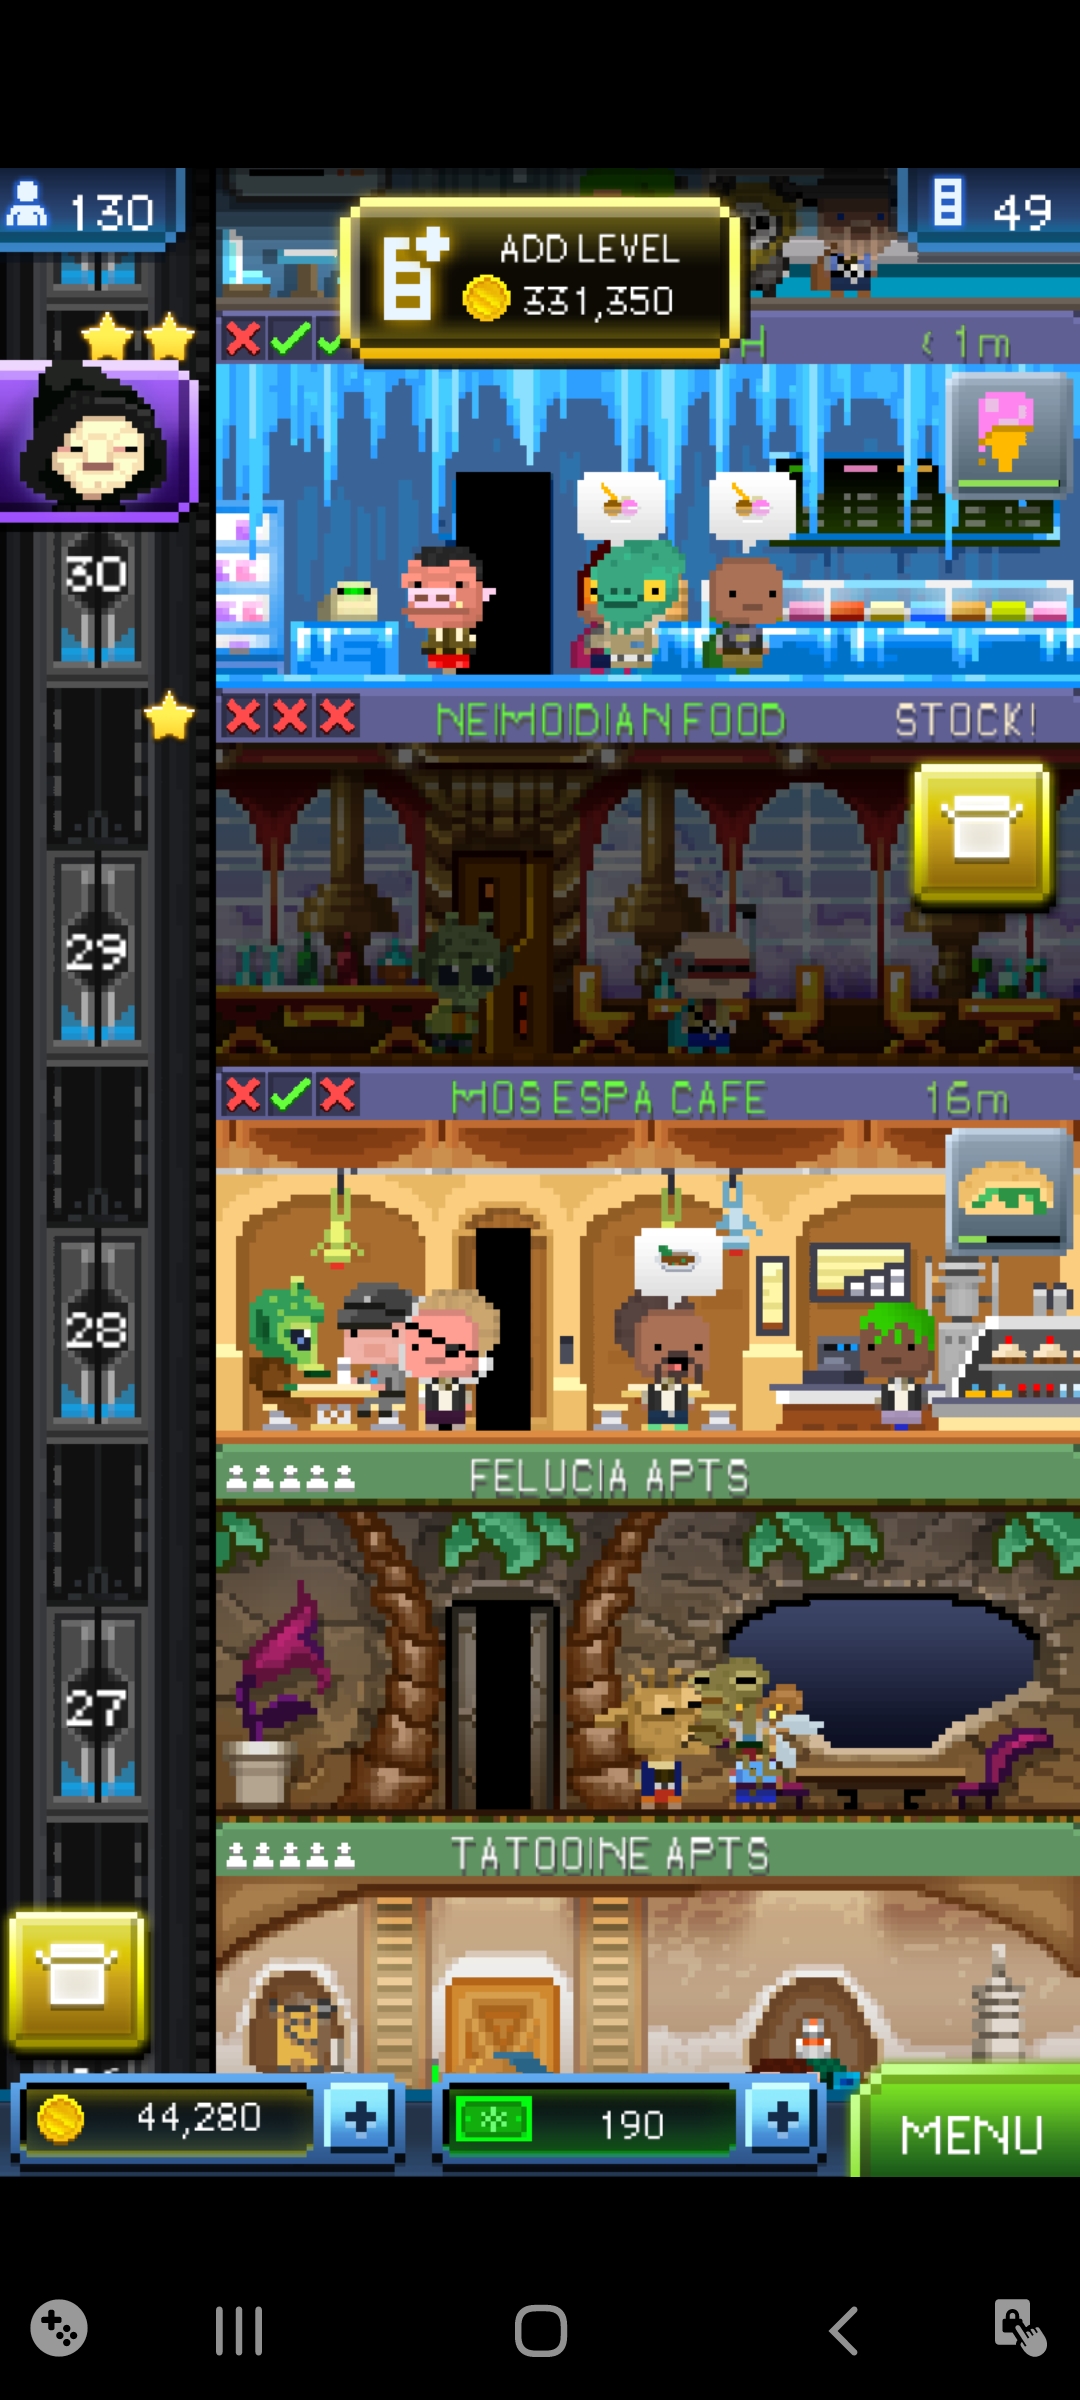 130
ADD LEVEL
331,350
49
H < 1m
30
NEIMOIDIAN FOOD STOCK!
29
MOS ESPA CAFE 16m
28
FELUCIA APTS
27
TATOOINE APTS
44,280
190
MENU